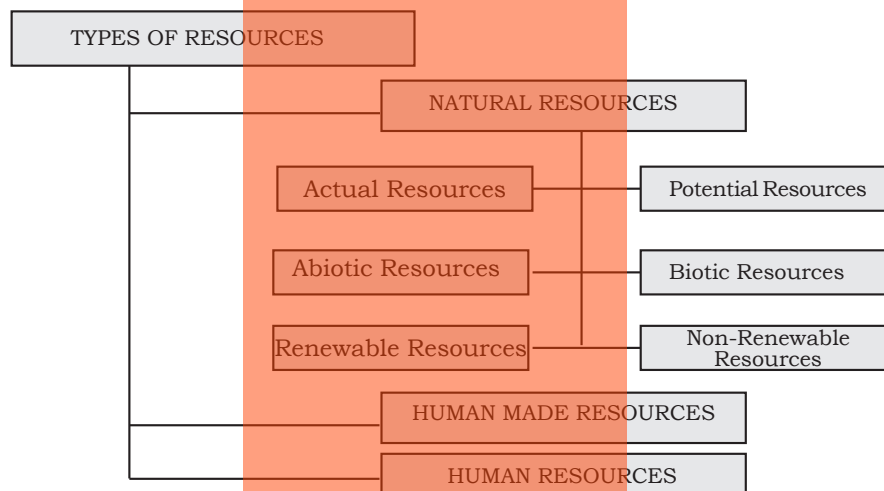 TYPES OF RESOURCES
NATURAL RESOURCES
Actual Resources
Potential Resources
Abiotic Resources
Biotic Resources
Renewable Resources
Non-Renewable
Resources
HUMAN MADE RESOURCES
HUMAN RESOURCES